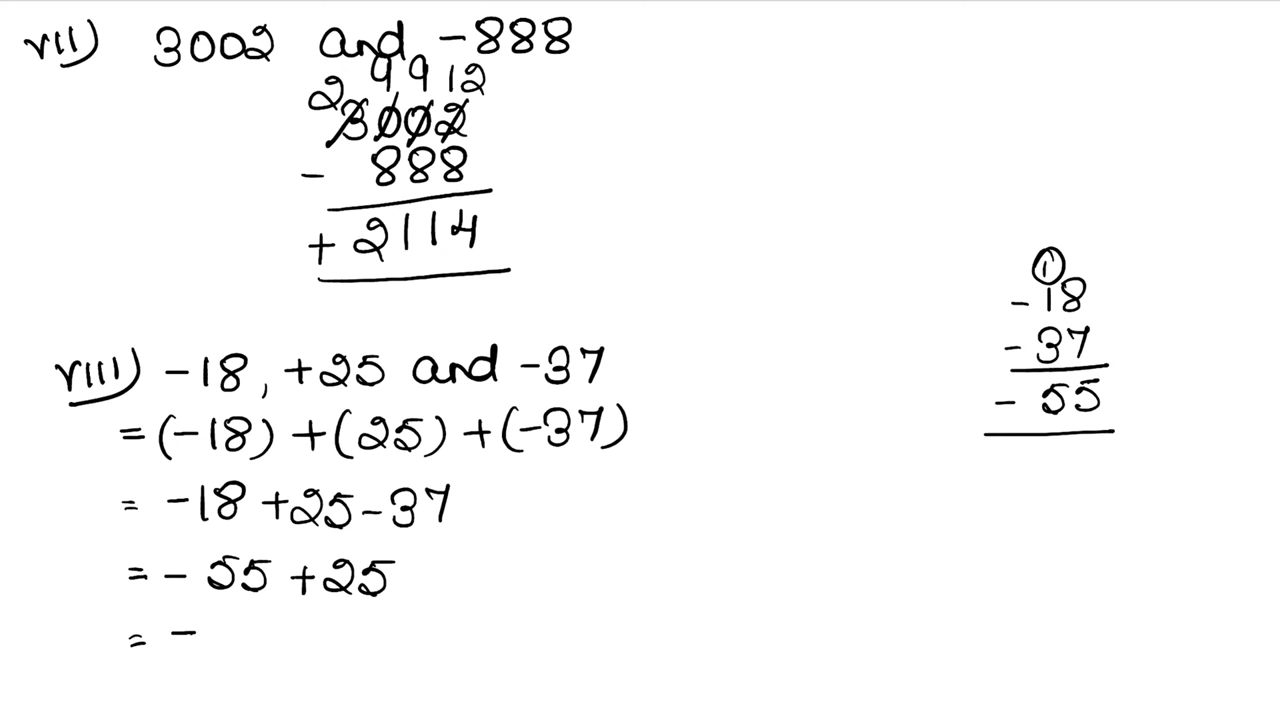 vii) 3002 and -888
9 9 12
2 3002
- 888
+ 2114
viii) -18, +25 and -37
= (-18) + (25) + (-37)
= -18 +25 -37
= - 55 +25
= -
1
- 18
- 37
- 55